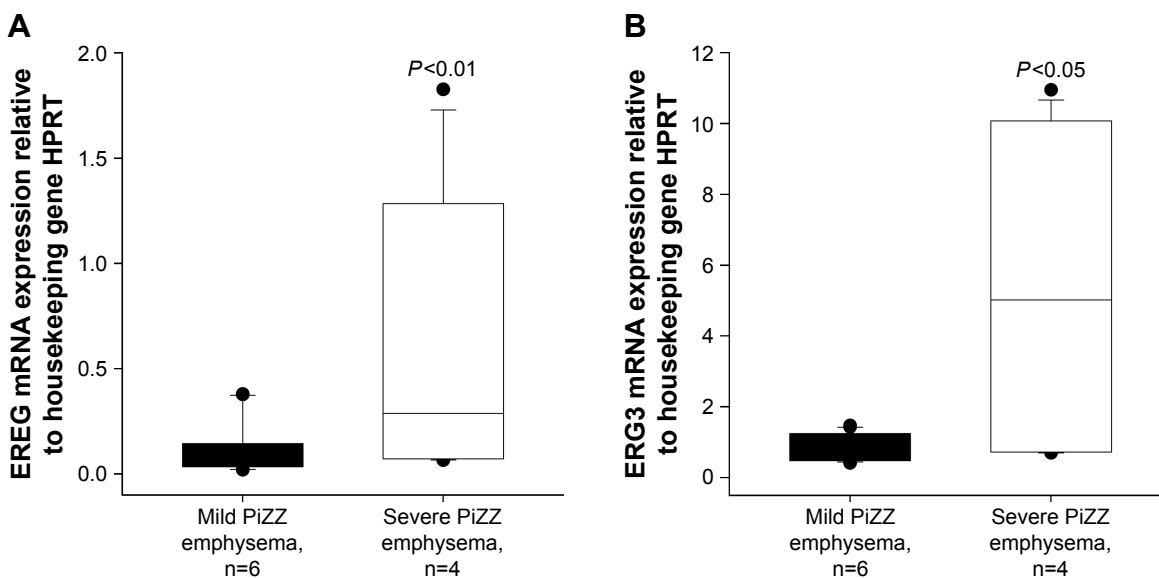 A
EREG mRNA expression relative
to housekeeping gene HPRT
2.0
1.5
1.0
0.5
0.0
P<0.01
Mild PiZZ
emphysema,
n=6
Severe PiZZ
emphysema,
n=4
B
ERG3 mRNA expression relative
to housekeeping gene HPRT
12
10
8
6
4
2
0
P<0.05
Mild PiZZ
emphysema,
n=6
Severe PiZZ
emphysema,
n=4